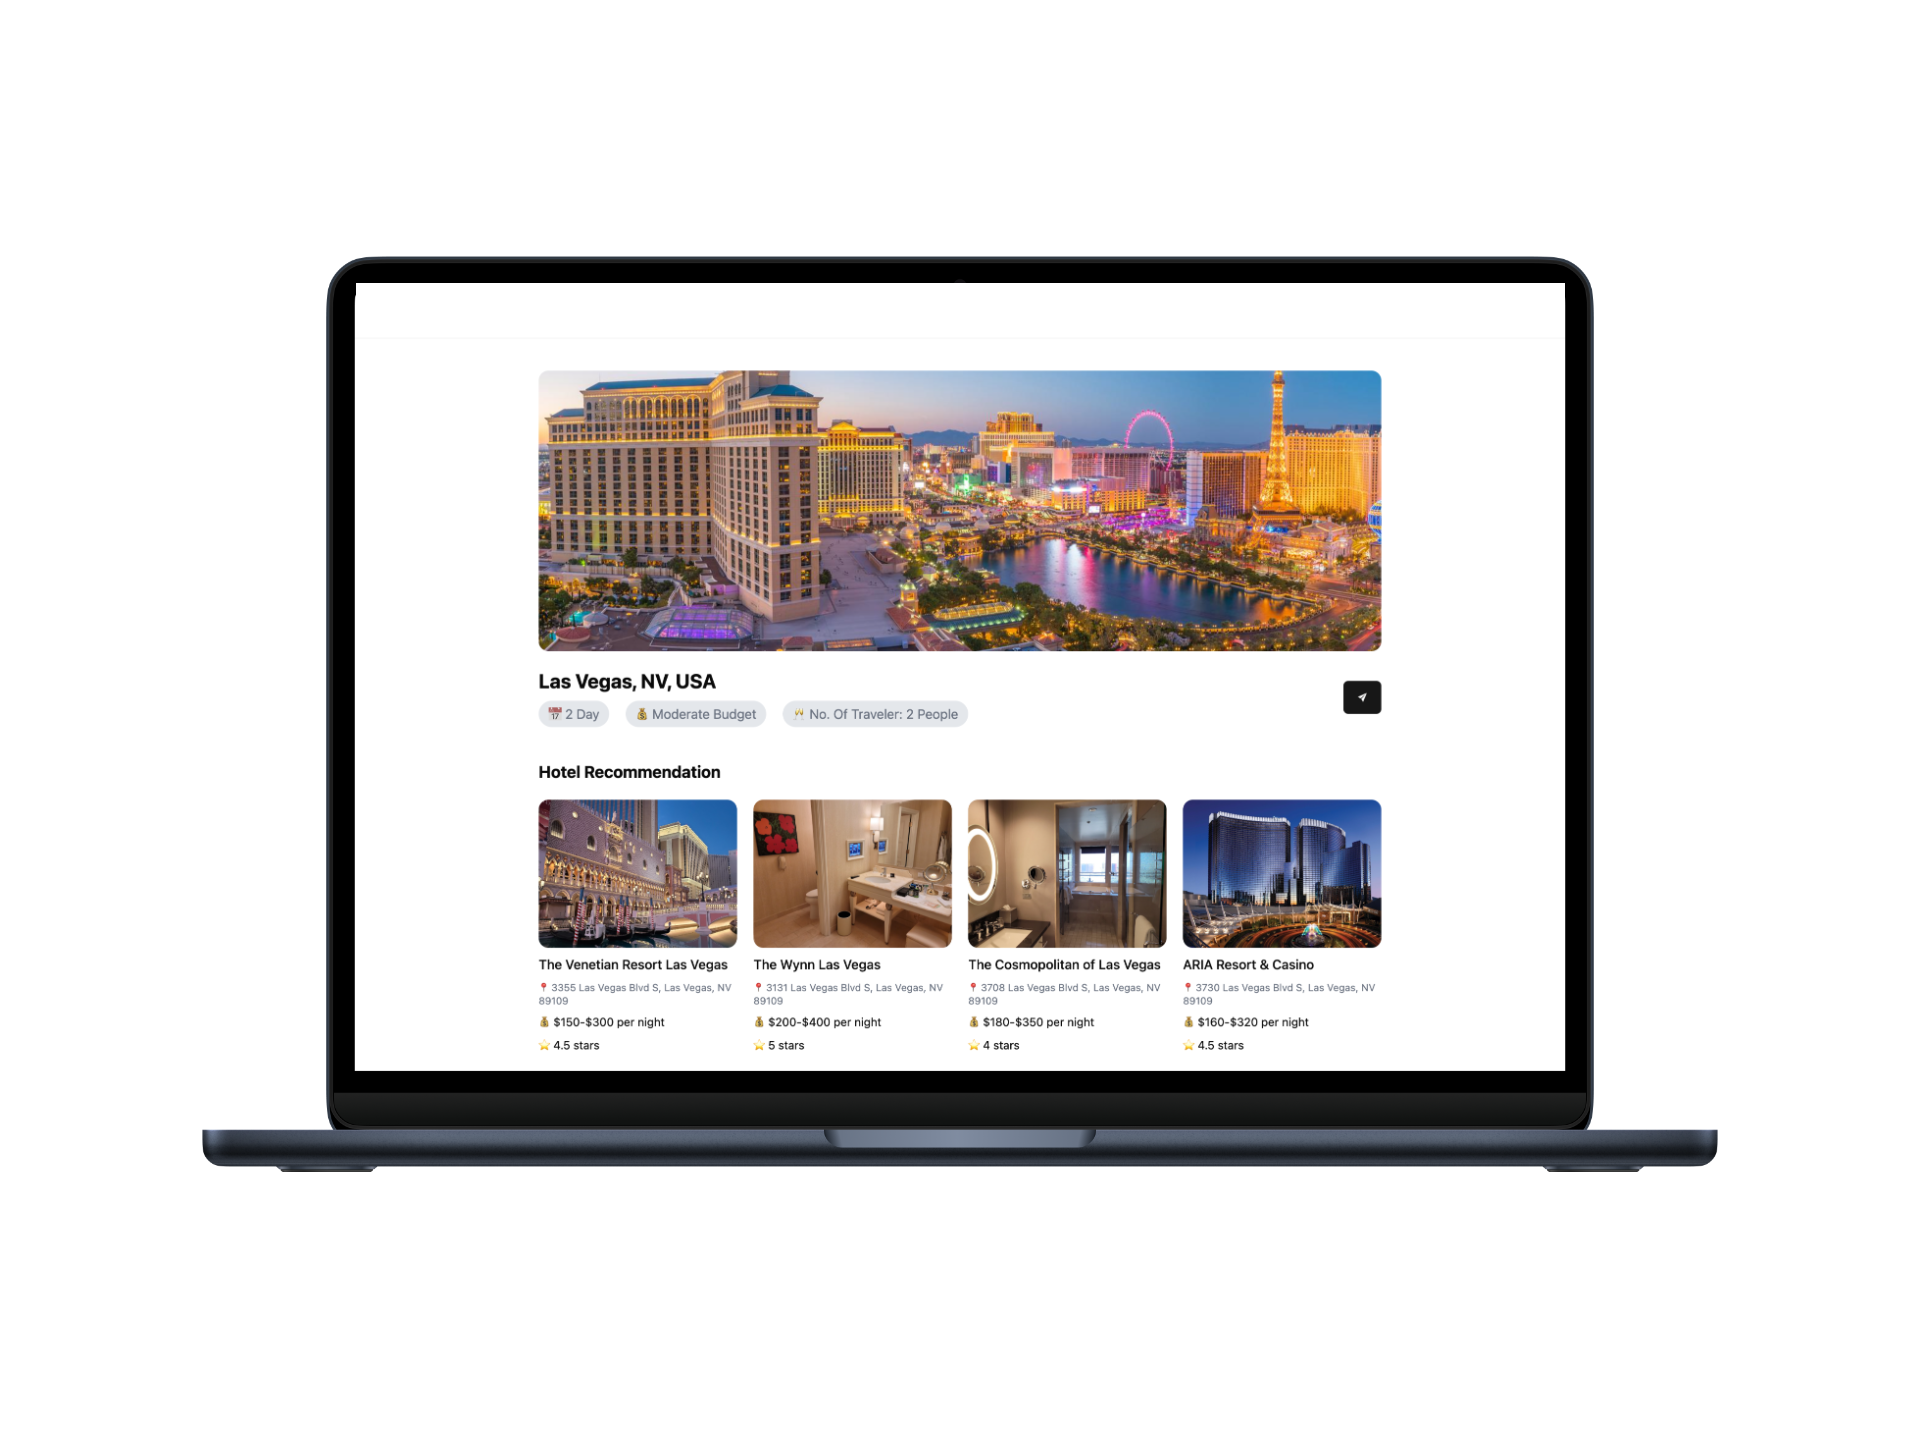 Las Vegas, NV, USA
📅 2 Day
💰 Moderate Budget
🥂 No. Of Traveler: 2 People
Hotel Recommendation
The Venetian Resort Las Vegas
📍 3355 Las Vegas Blvd S, Las Vegas, NV
89109
💰 $150-$300 per night
⭐ 4.5 stars
The Wynn Las Vegas
📍 3131 Las Vegas Blvd S, Las Vegas, NV
89109
💰 $200-$400 per night
⭐ 5 stars
The Cosmopolitan of Las Vegas
📍 3708 Las Vegas Blvd S, Las Vegas, NV
89109
💰 $180-$350 per night
⭐ 4 stars
ARIA Resort & Casino
📍 3730 Las Vegas Blvd S, Las Vegas, NV
89109
💰 $160-$320 per night
⭐ 4.5 stars